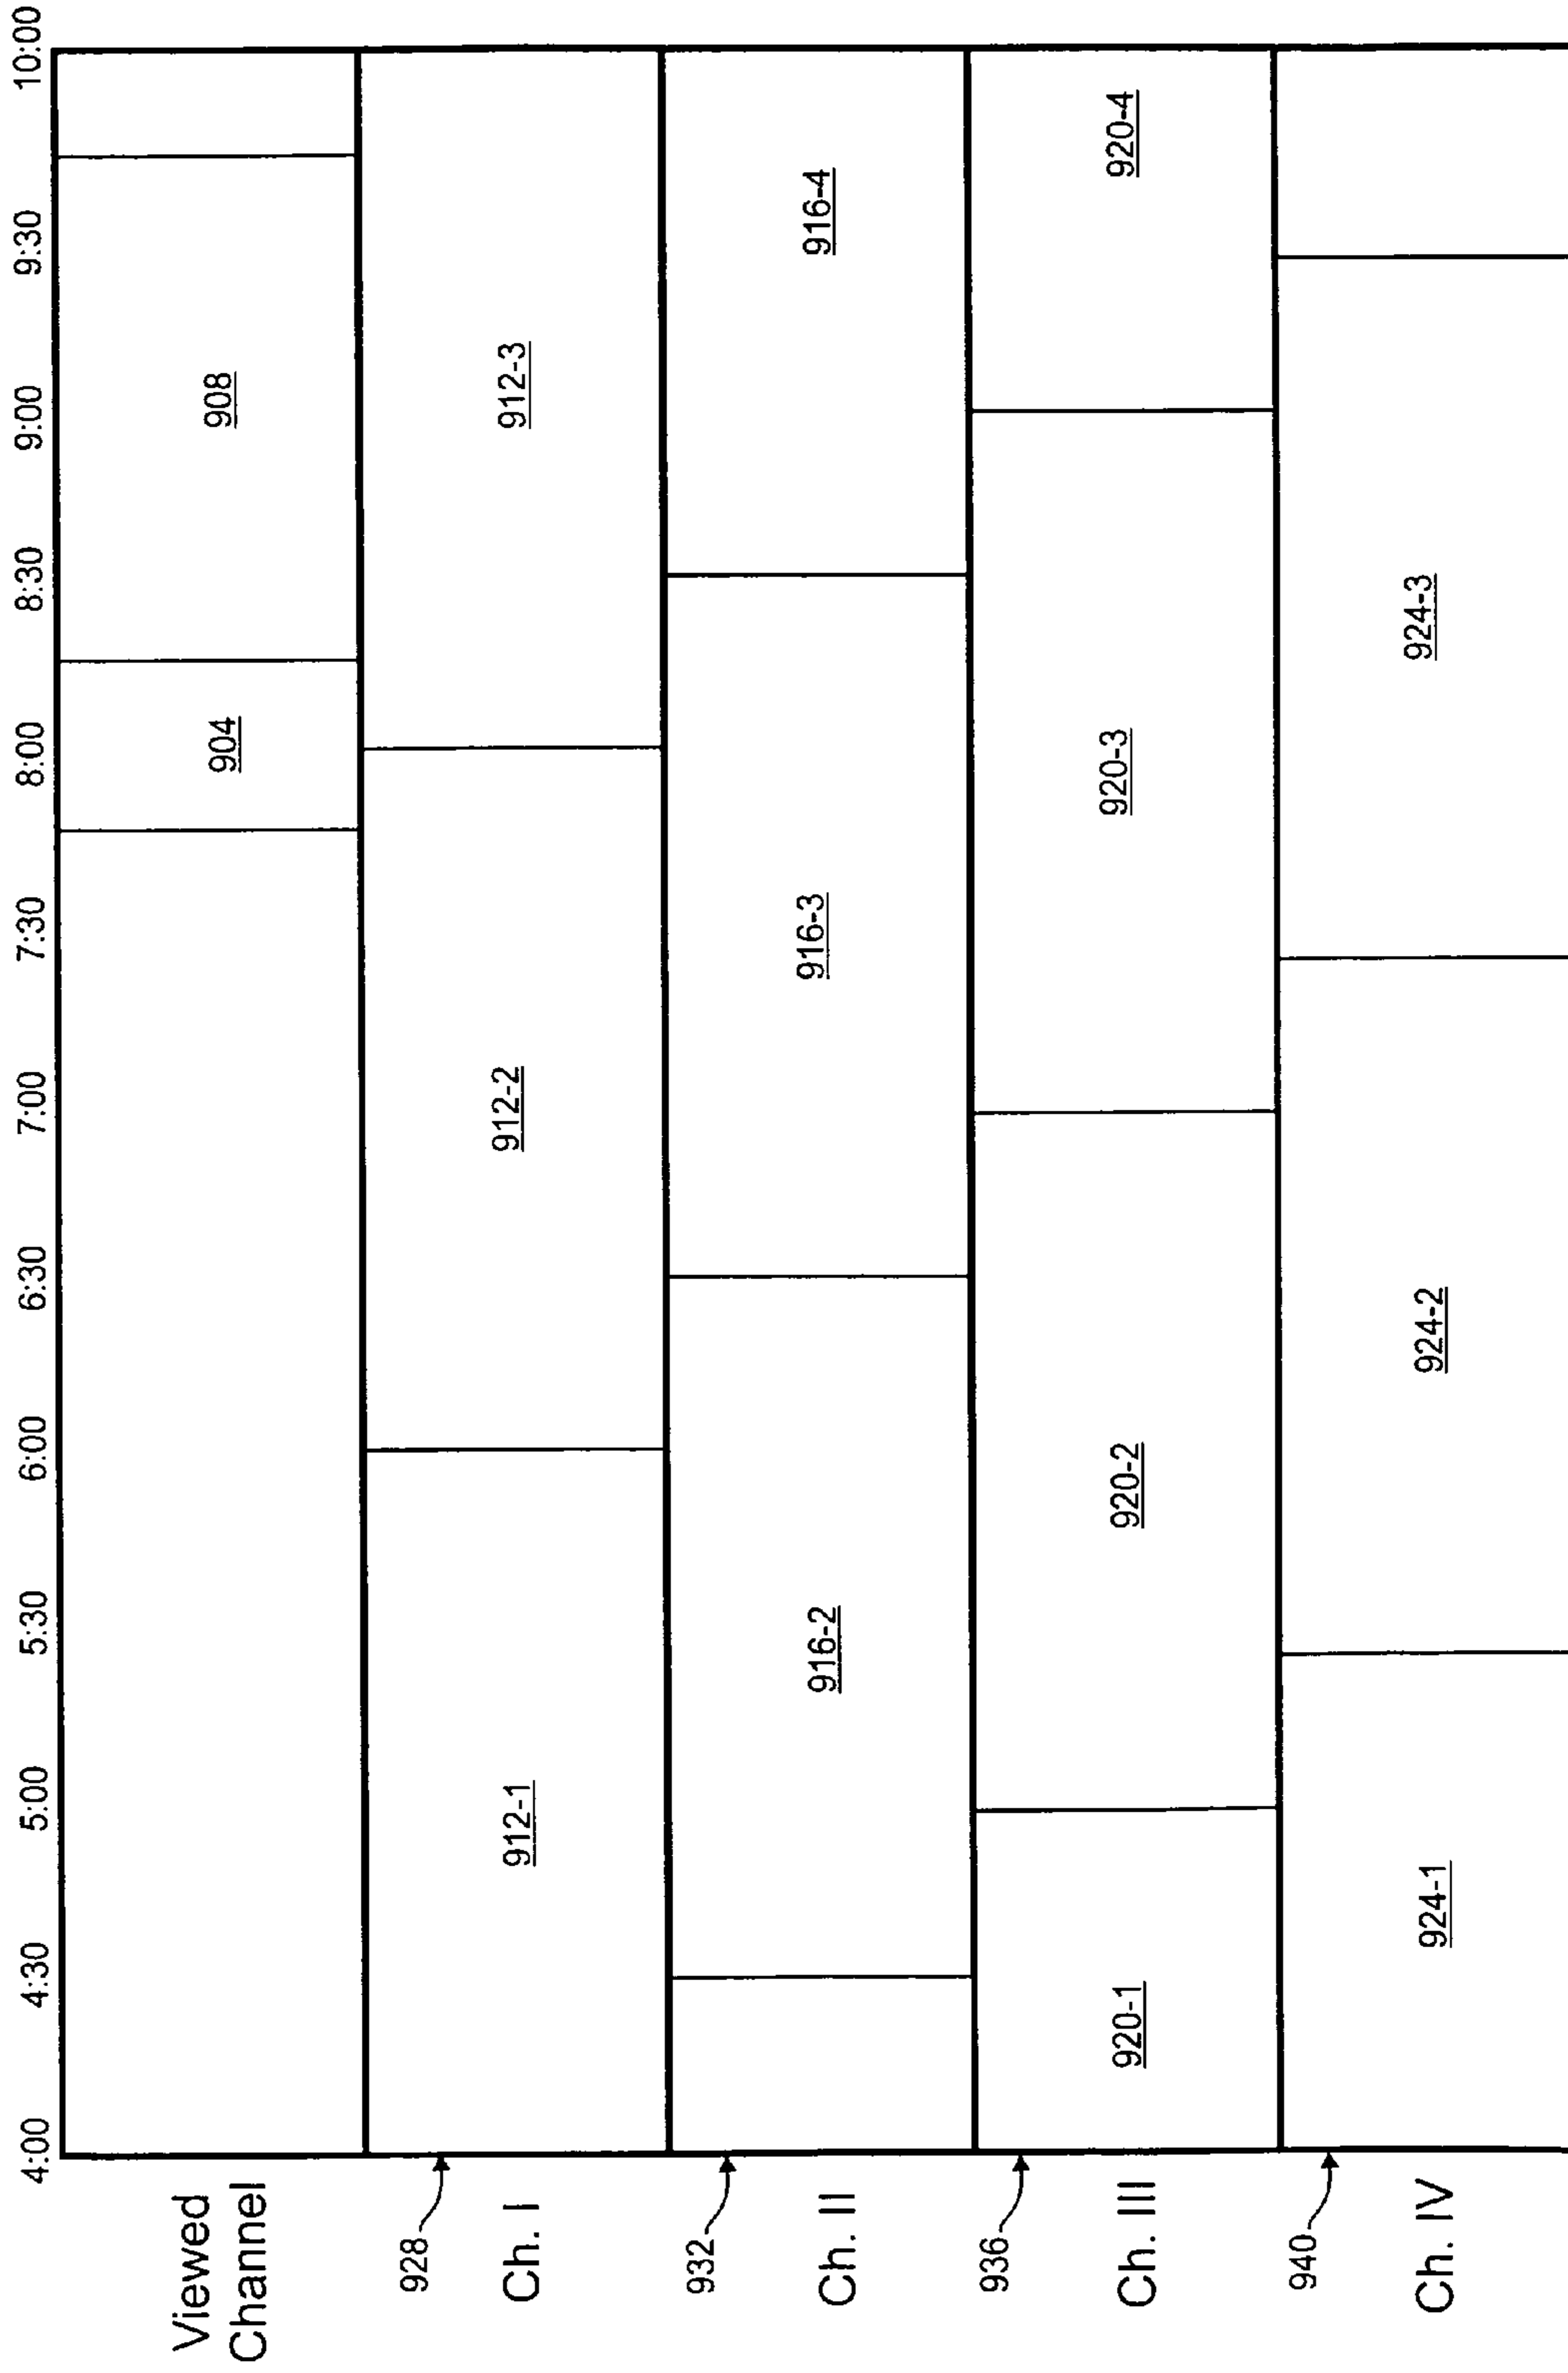 4:00 4:30 5:00 5:30 6:00 6:30 7:00 7:30 8:00 8:30 9:00 9:30 10:00
Viewed
Channel
904 908
928
Ch. I
912-1 912-2 912-3
932
Ch. II
916-2 916-3 916-4
936
Ch. III
920-1 920-2 920-3 920-4
940
Ch. IV
924-1 924-2 924-3